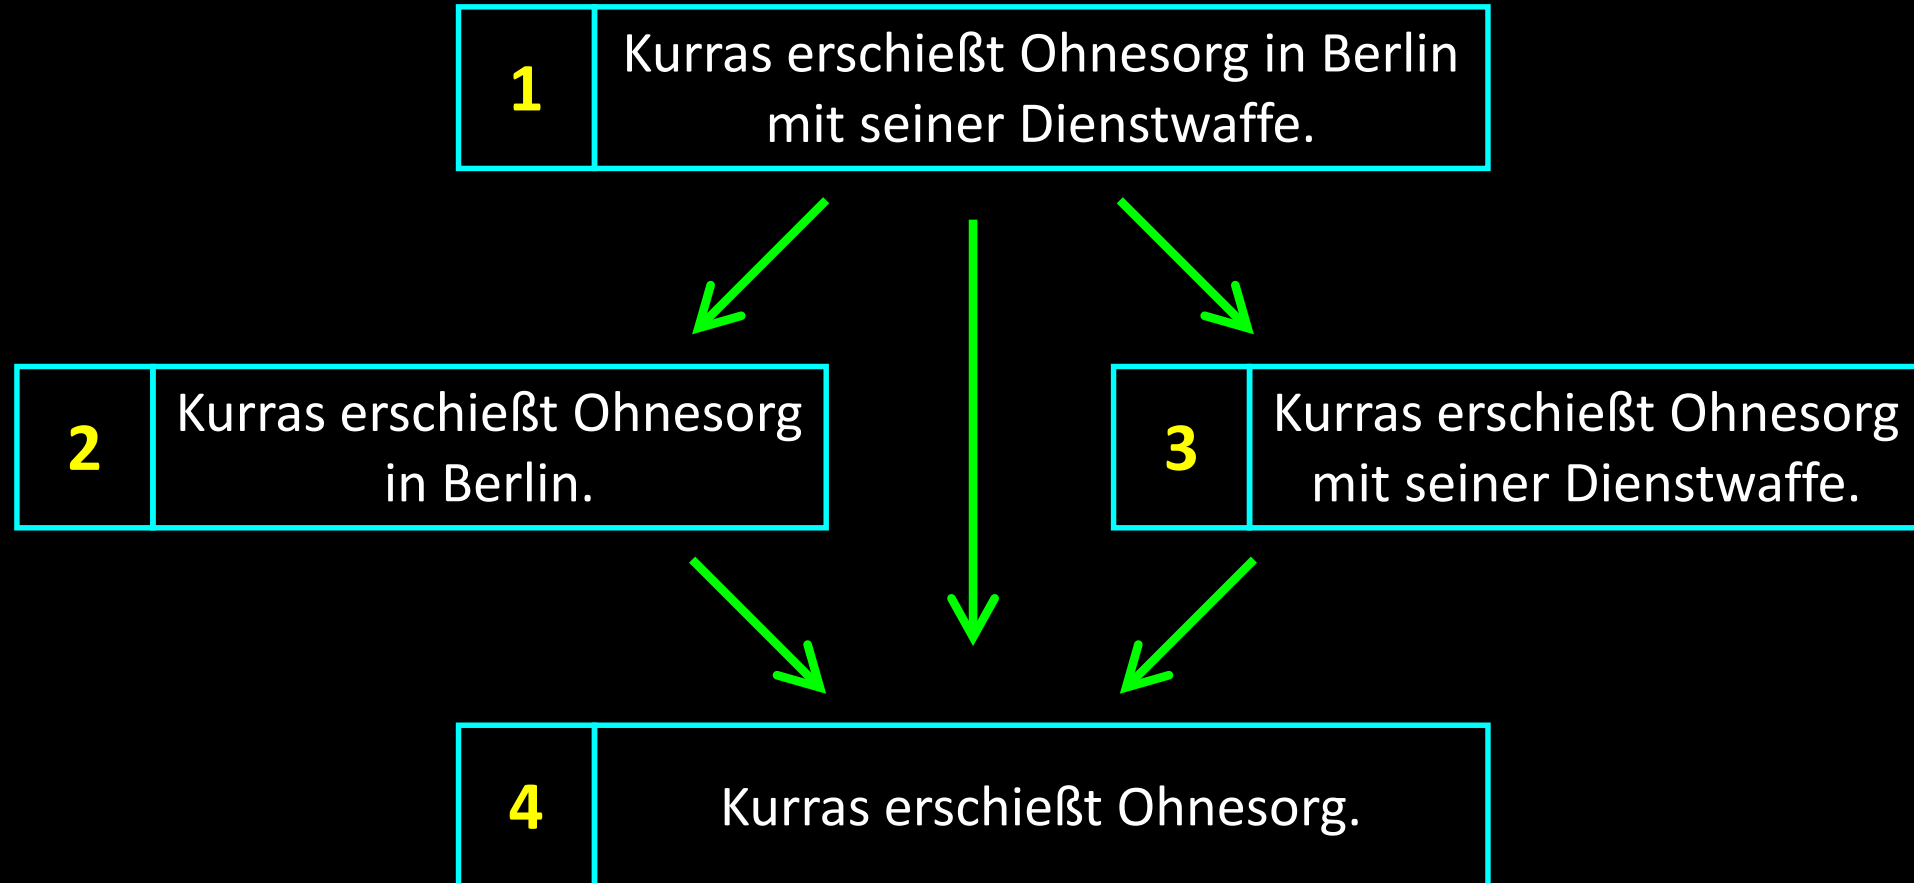 1
Kurras erschießt Ohnesorg in Berlin
mit seiner Dienstwaffe.
2
Kurras erschießt Ohnesorg
in Berlin.
3
Kurras erschießt Ohnesorg
mit seiner Dienstwaffe.
4
Kurras erschießt Ohnesorg.